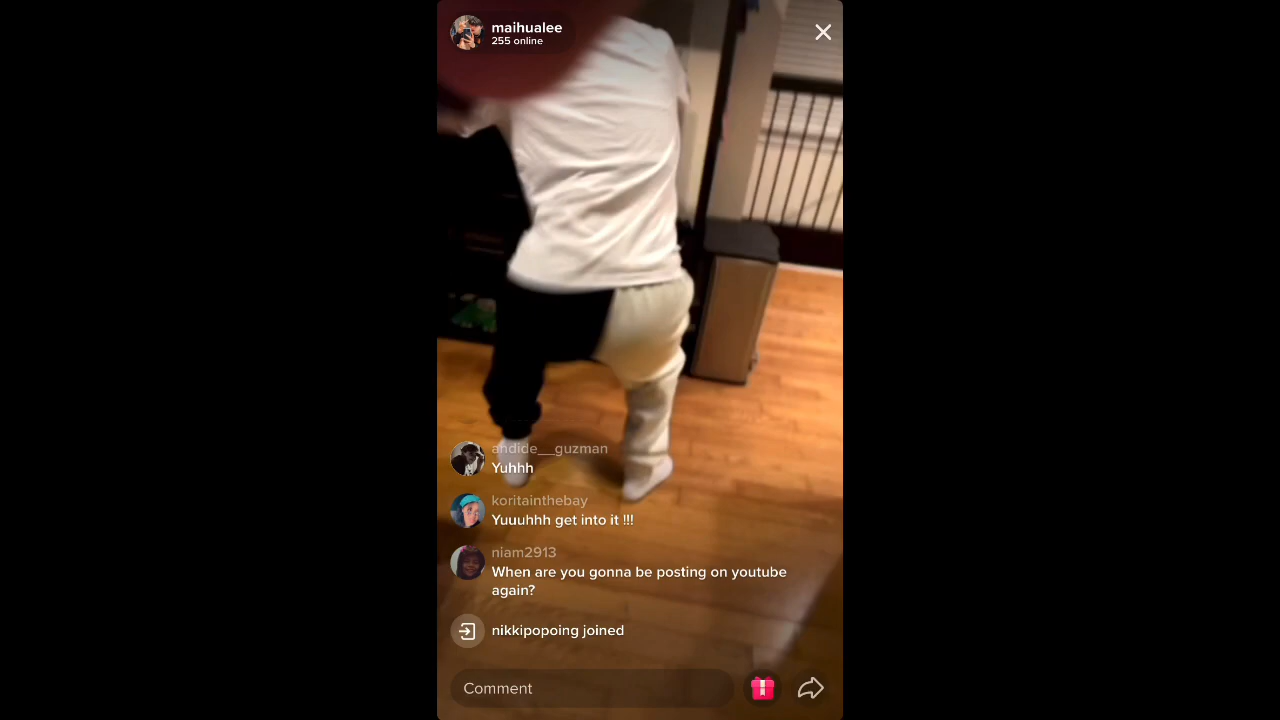 maihualee
255 online
andide__guzman
Yuhhh
koritainthebay
Yuuuhhh get into it !!!
niam2913
When are you gonna be posting on youtube
again?
nikkipopoing joined
Comment